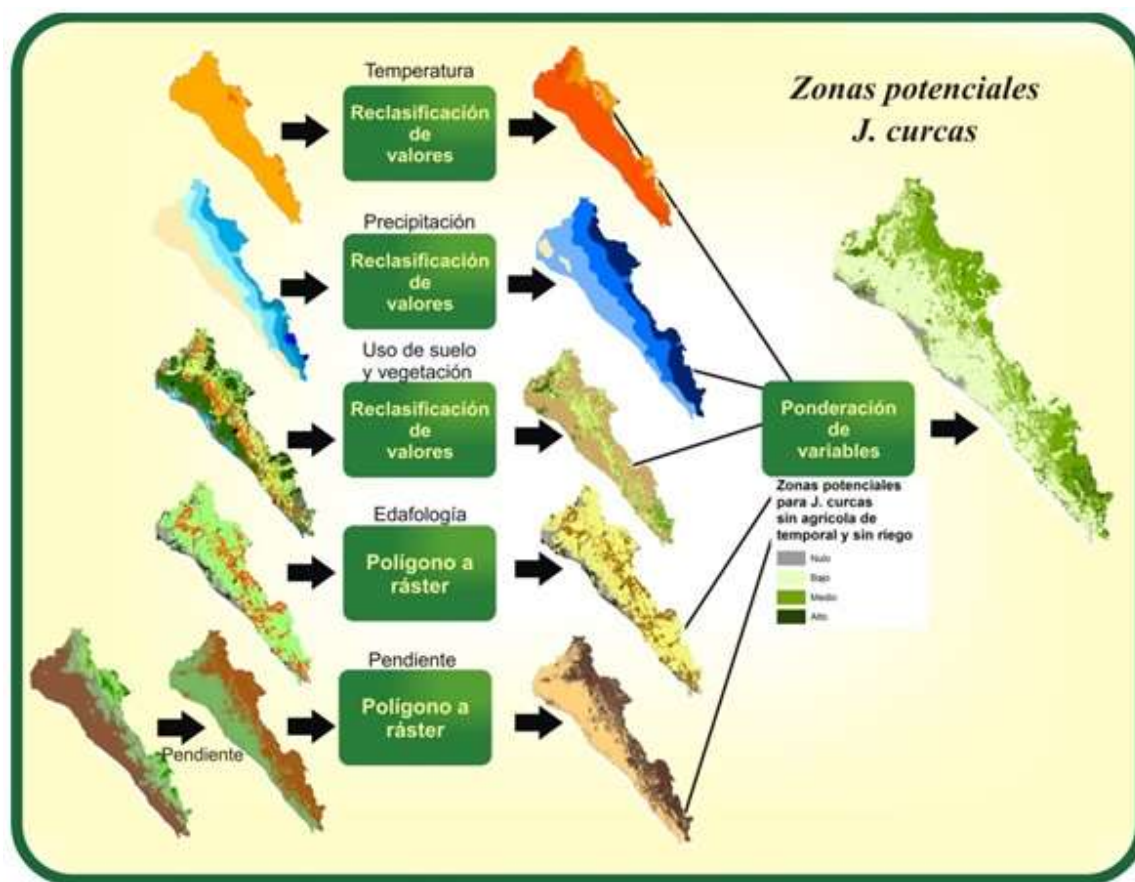 Zonas potenciales
J. curcas
Temperatura
Reclasificación
de
valores
Precipitación
Reclasificación
de
valores
Uso de suelo
y vegetación
Reclasificación
de
valores
Edafología
Polígono a
ráster
Pendiente
Pendiente
Polígono a
ráster
Ponderación
de
variables
Zonas potenciales
para J. curcas
sin agrícola de
temporal y sin riego
Nulo
Bajo
Medio
Alto